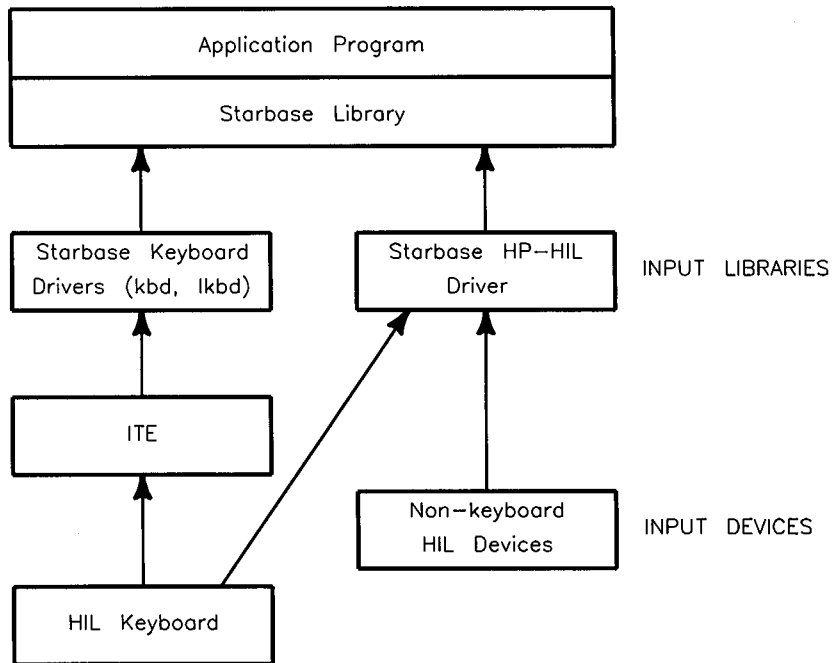 Application Program
Starbase Library
Starbase Keyboard
Drivers (kbd, lkbd)
Starbase HP-HIL
Driver
INPUT LIBRARIES
ITE
Non-keyboard
HIL Devices
INPUT DEVICES
HIL Keyboard